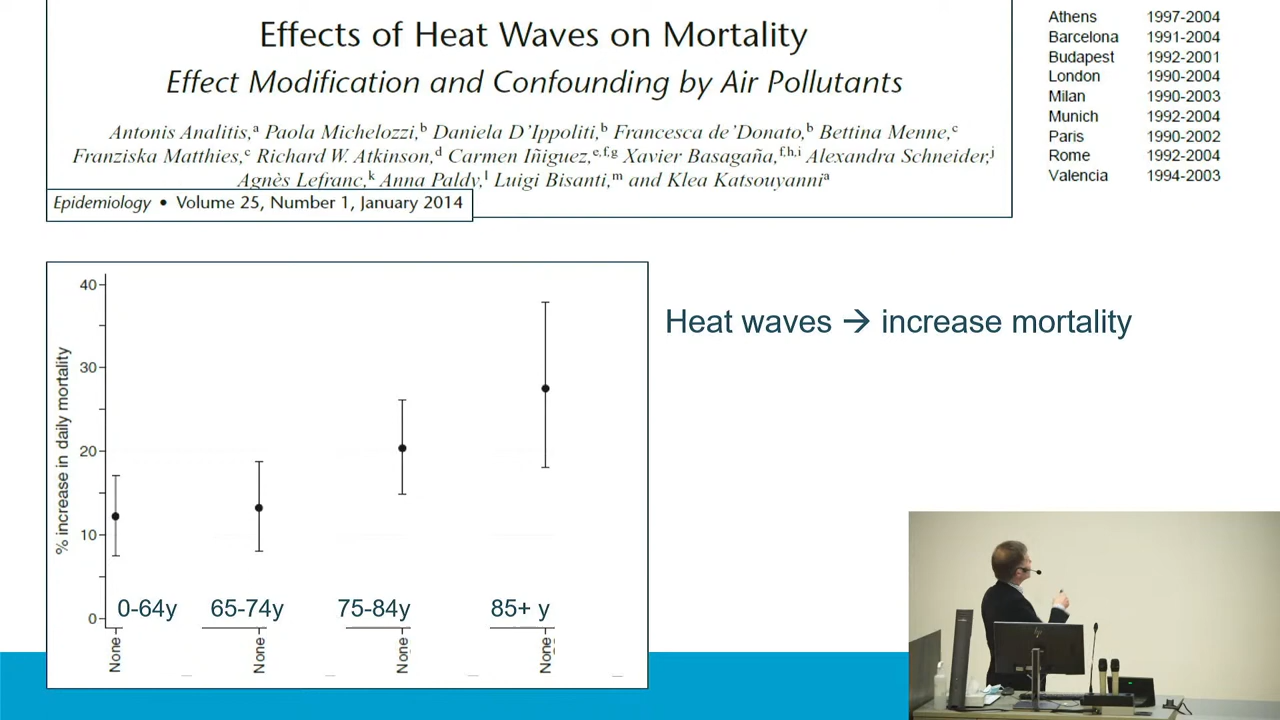 Effects of Heat Waves on Mortality
Effect Modification and Confounding by Air Pollutants
Antonis Analitis,a Paola Michelozzi,b Daniela D'Ippoliti,b Francesca de'Donato,b Bettina Menne,c
Franziska Matthies,c Richard W. Atkinson,d Carmen Iñiguez,e,f,g Xavier Basagaña,f,h,i Alexandra Schneider,j
Agnès Lefranc,k Anna Paldy,l Luigi Bisanti,m and Klea Katsouyannia
Epidemiology • Volume 25, Number 1, January 2014
Athens 1997-2004
Barcelona 1991-2004
Budapest 1992-2001
London 1990-2004
Milan 1990-2003
Munich 1992-2004
Paris 1990-2002
Rome 1992-2004
Valencia 1994-2003
% increase in daily mortality
40
30
20
10
0
0-64y 65-74y 75-84y 85+ y
None None None None
Heat waves → increase mortality